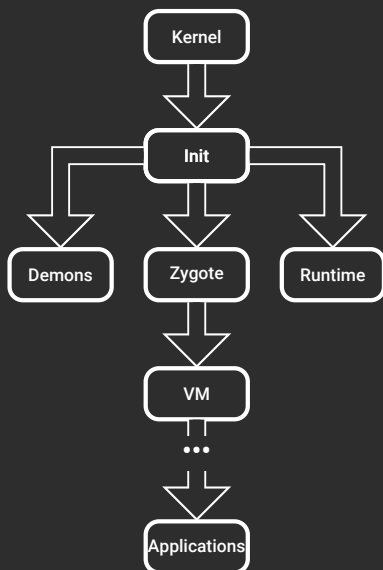 Kernel
Init
Demons
Zygote
Runtime
VM
•••
Applications